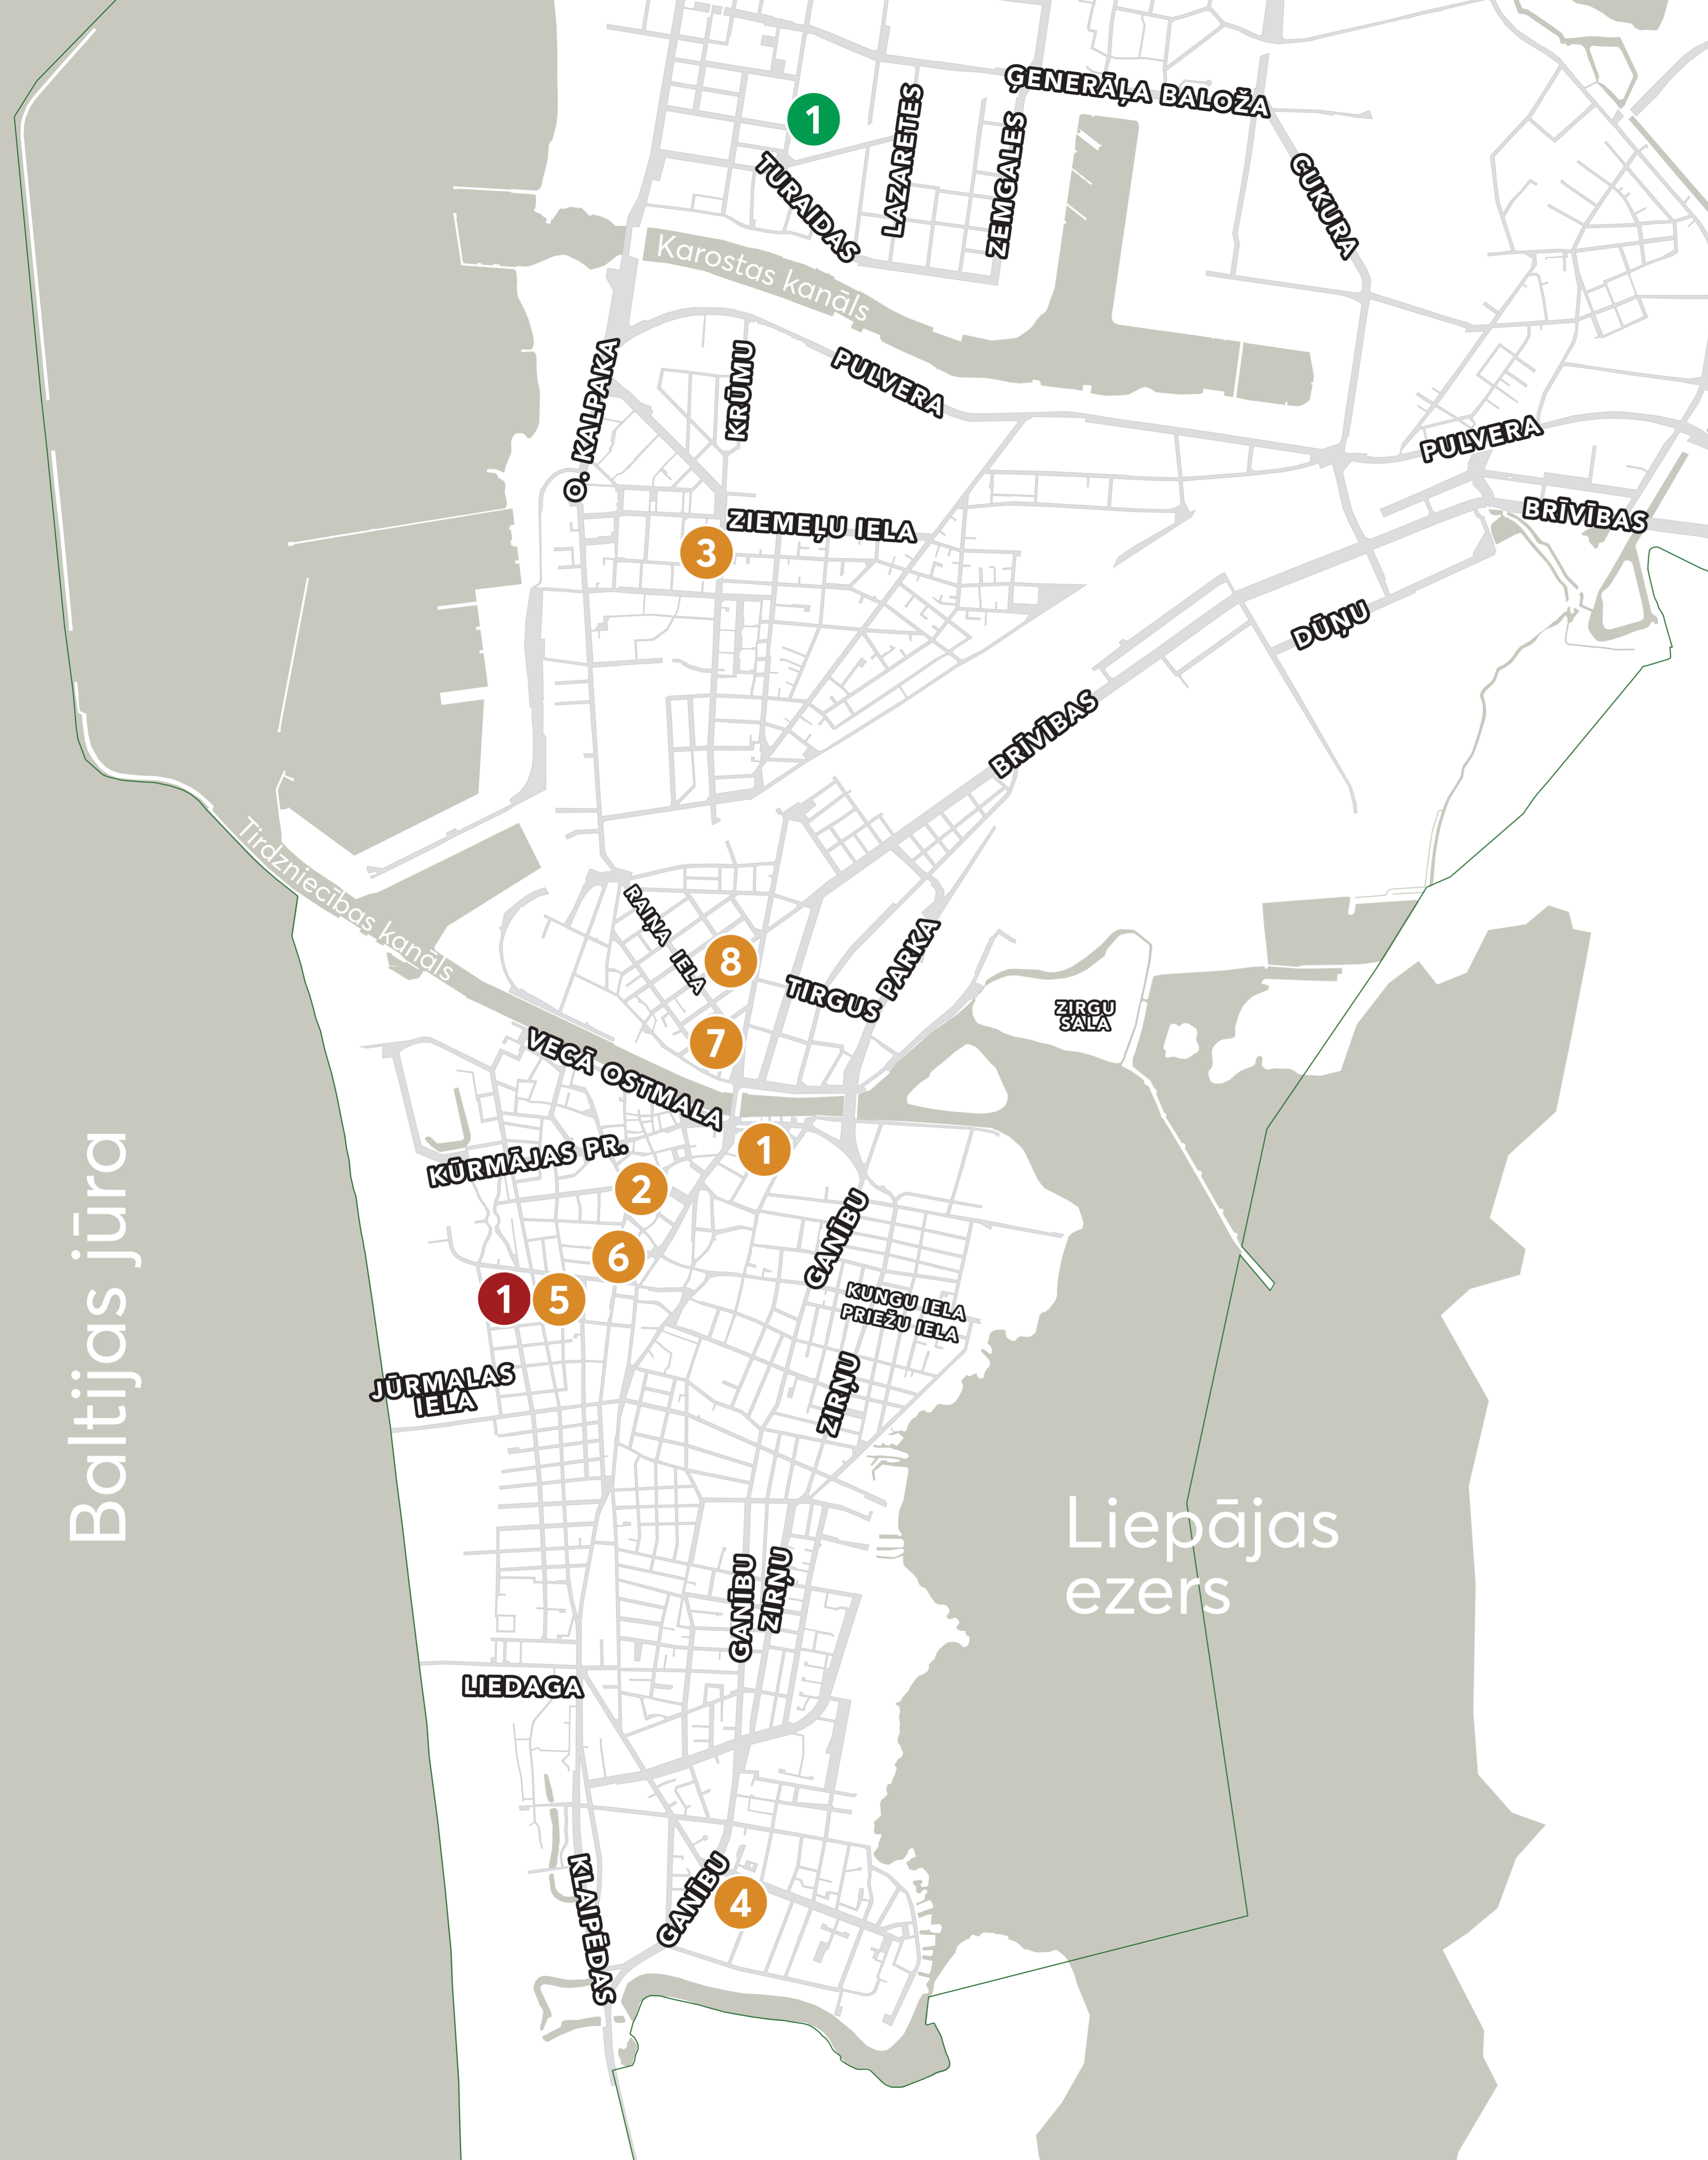 ĢENERĀĻA BALOŽA
1
LAZARETES
ZEMGALES
TURAIDAS
CUKURA
Karostas kanāls
O. KALPAKA
KRŪMU
PULVERA
PULVERA
BRĪVĪBAS
ZIEMEĻU IELA
3
DŪŅU
BRĪVĪBAS
Tirdzniecības kanāls
RAIŅA IELA
8
TIRGUS
PARKA
ZIRGU
SALA
7
VECĀ OSTMALA
1
KŪRMĀJAS PR.
2
GANĪBU
6
1
5
KUNGU IELA
PRIEŽU IELA
Baltijas jūra
JŪRMALAS
IELA
ZIRŅU
Liepājas
ezers
GANĪBU
ZIRŅU
LIEDAGA
KLAIPĒDAS
GANĪBU
4